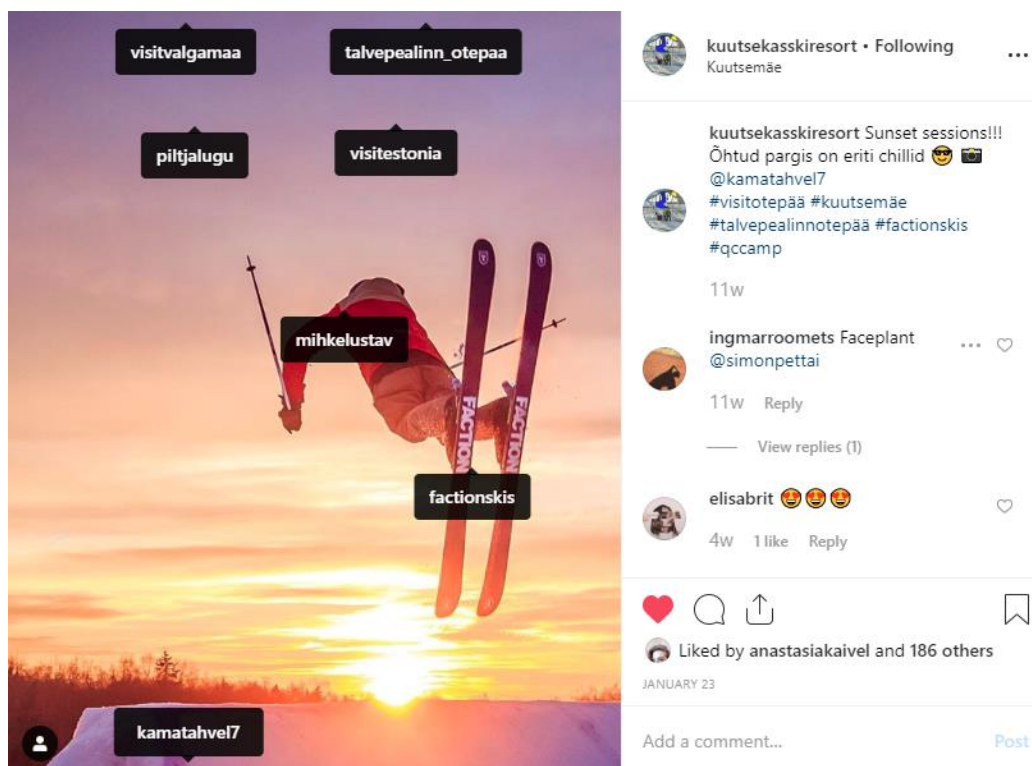 visitvalgamaa
talvepealinn_otepaa
piltjalugu
visitestonia
mihkelustav
FACTION
FACTION
factionskis
kamatahvel7
kuutsekasskiresort • Following
Kuutsemäe
kuutsekasskiresort Sunset sessions!!!
Õhtud pargis on eriti chillid 😎 📷
@kamatahvel7
#visitotepää #kuutsemäe
#talvepealinnotepää #factionskis
#qccamp
11w
ingmarroomets Faceplant
@simonpettai
11w Reply
View replies (1)
elisabrit 🤩🤩🤩
4w 1 like Reply
Liked by anastasiakaivel and 186 others
JANUARY 23
Add a comment... Post